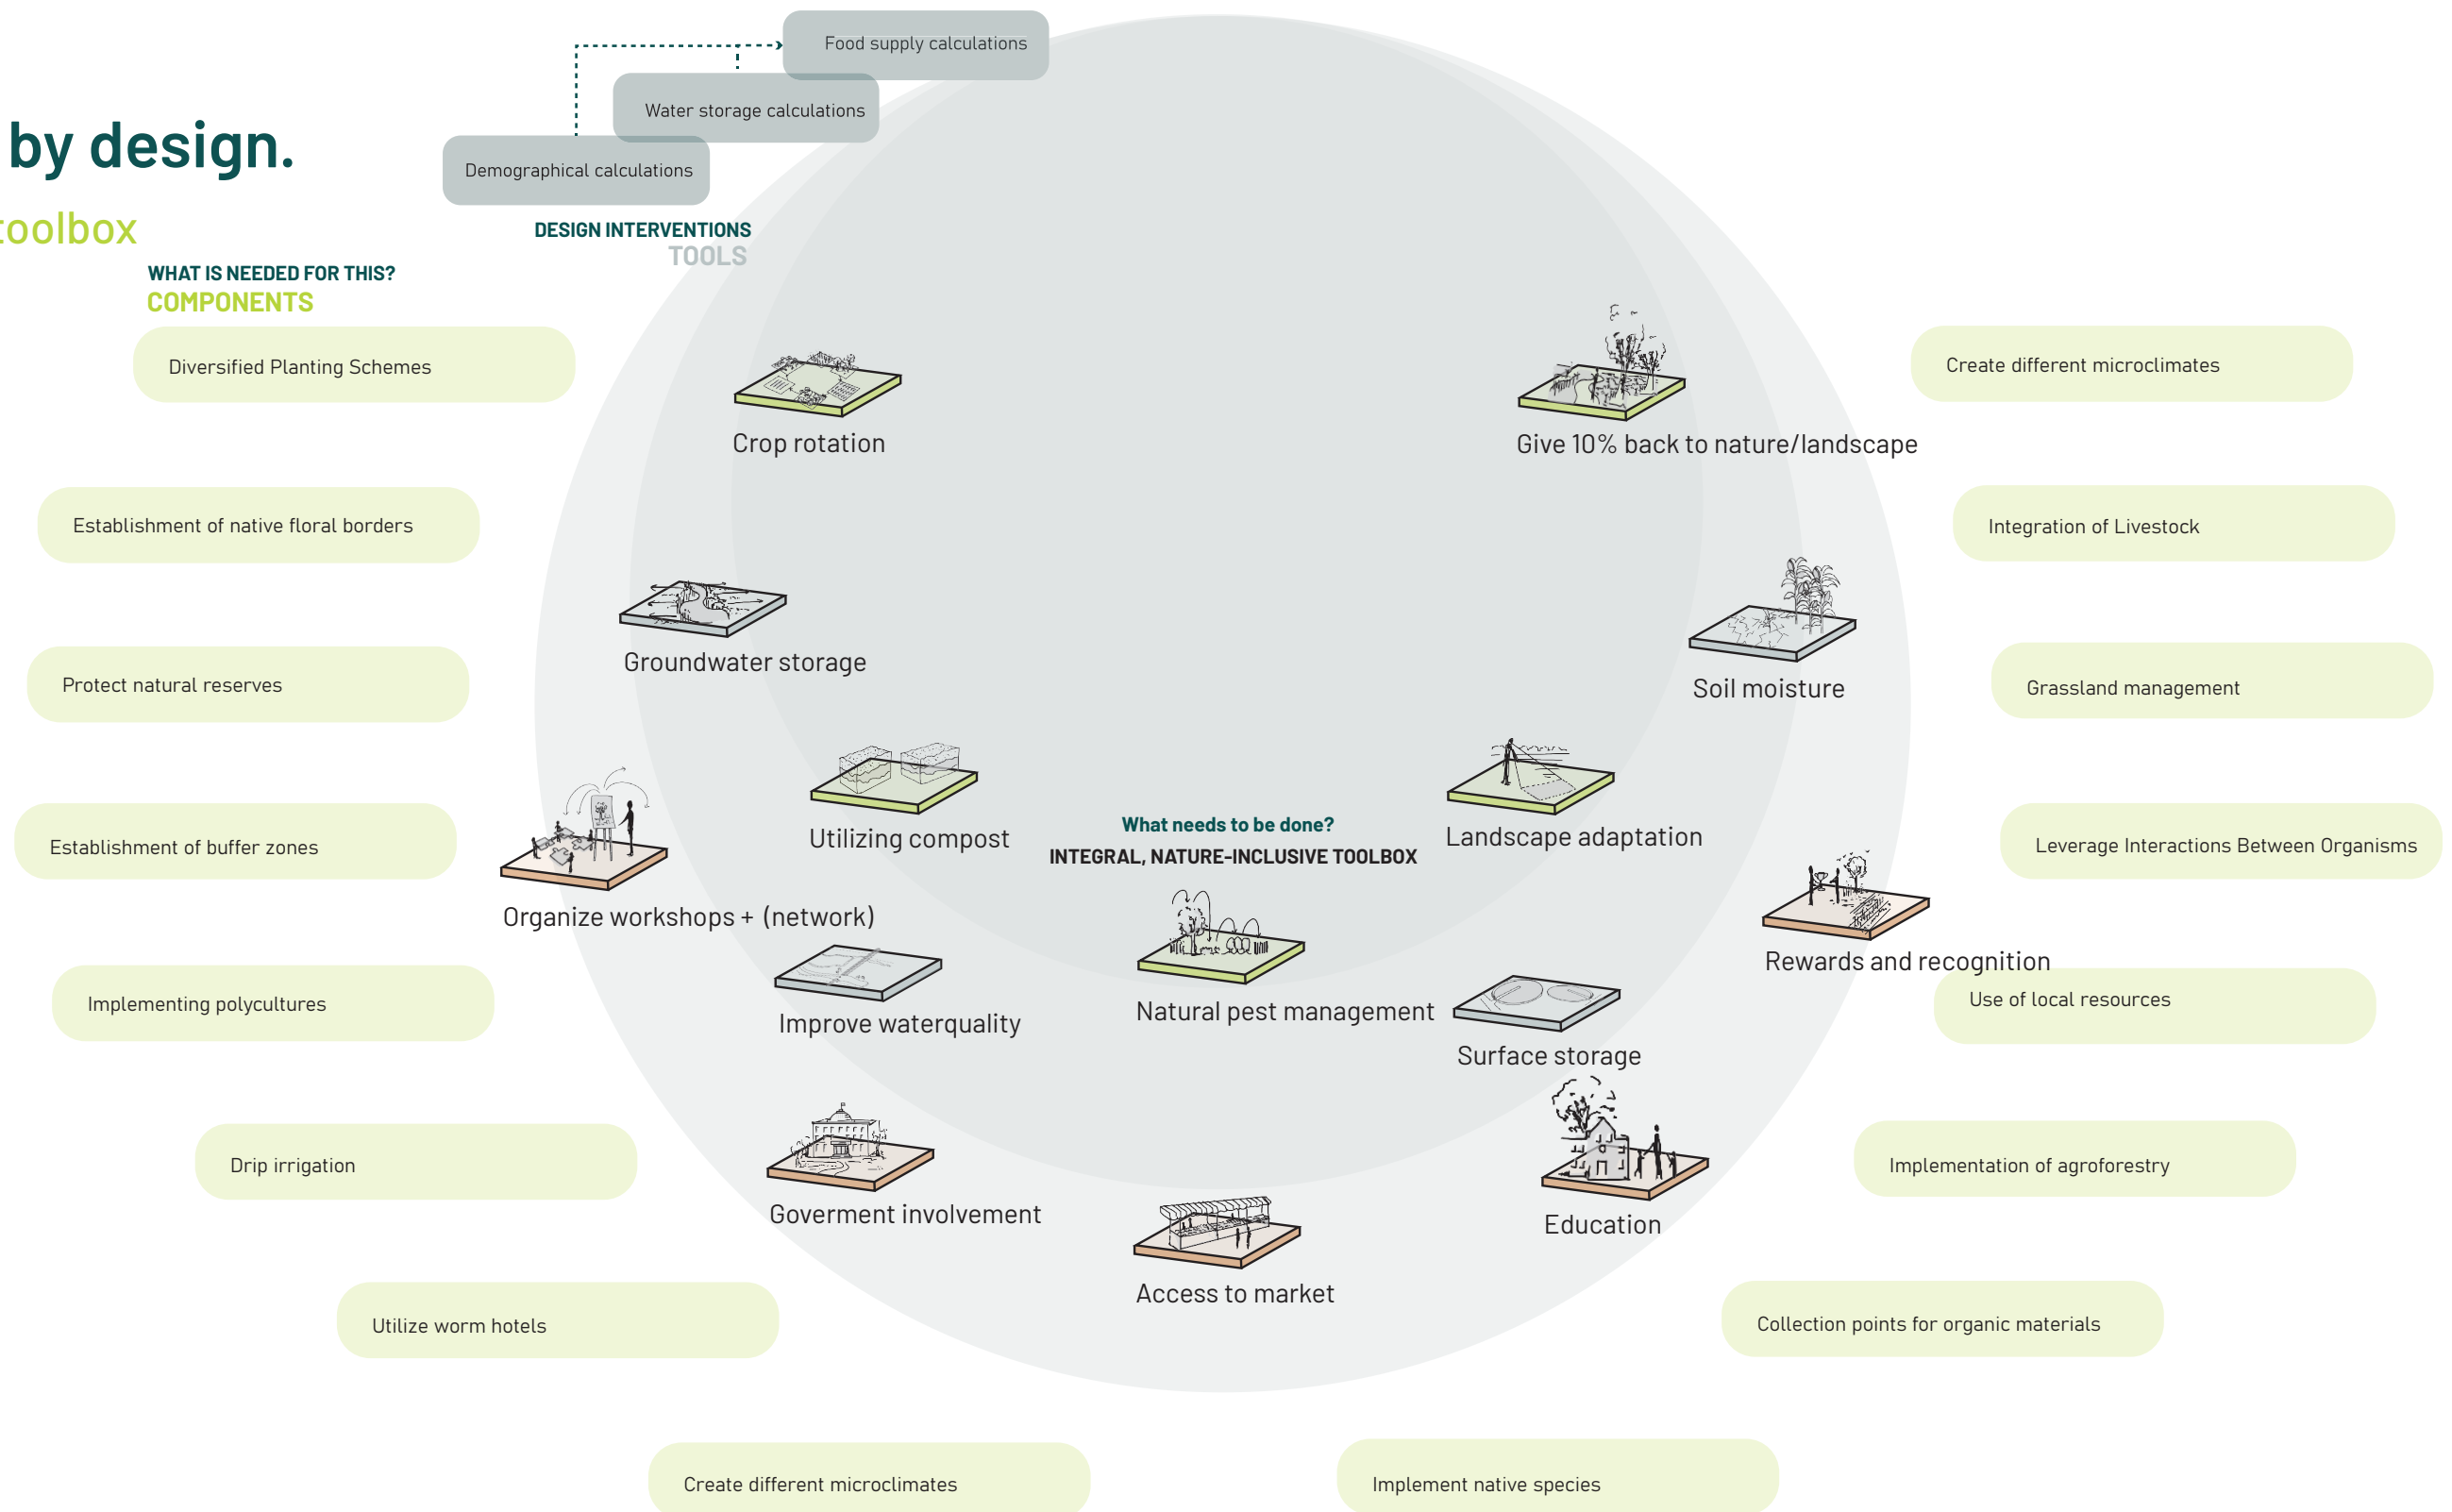 Food supply calculations
Water storage calculations
by design.
Demographical calculations
toolbox
DESIGN INTERVENTIONS
TOOLS
WHAT IS NEEDED FOR THIS?
COMPONENTS
Diversified Planting Schemes
Create different microclimates
Crop rotation
Give 10% back to nature/landscape
Establishment of native floral borders
Integration of Livestock
Groundwater storage
Protect natural reserves
Soil moisture
Grassland management
What needs to be done?
INTEGRAL, NATURE-INCLUSIVE TOOLBOX
Utilizing compost
Landscape adaptation
Establishment of buffer zones
Leverage Interactions Between Organisms
Organize workshops + (network)
Rewards and recognition
Implementing polycultures
Use of local resources
Improve waterquality
Natural pest management
Surface storage
Drip irrigation
Implementation of agroforestry
Goverment involvement
Education
Access to market
Utilize worm hotels
Collection points for organic materials
Create different microclimates
Implement native species